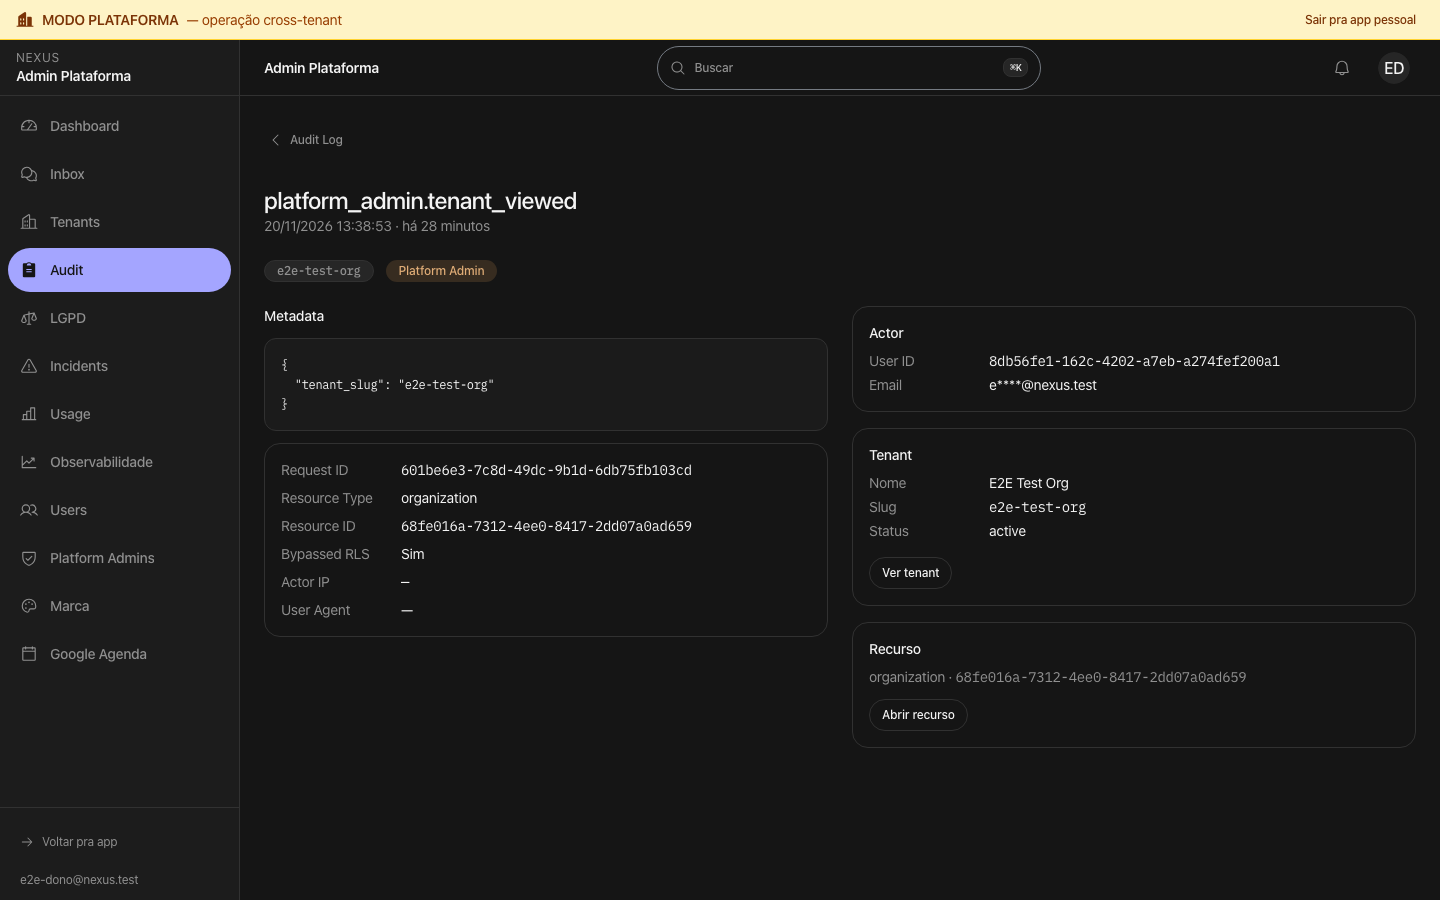 MODO PLATAFORMA — operação cross-tenant
Sair pra app pessoal
NEXUS
Admin Plataforma
Admin Plataforma
Buscar
⌘K
ED
Dashboard
Inbox
Tenants
Audit
LGPD
Incidents
Usage
Observabilidade
Users
Platform Admins
Marca
Google Agenda
Voltar pra app
e2e-dono@nexus.test
Audit Log
platform_admin.tenant_viewed
20/11/2026 13:38:53 · há 28 minutos
e2e-test-org
Platform Admin
Metadata
{
"tenant_slug": "e2e-test-org"
}
Request ID 601be6e3-7c8d-49dc-9b1d-6db75fb103cd
Resource Type organization
Resource ID 68fe016a-7312-4ee0-8417-2dd07a0ad659
Bypassed RLS Sim
Actor IP —
User Agent —
Actor
User ID 8db56fe1-162c-4202-a7eb-a274fef200a1
Email e****@nexus.test
Tenant
Nome E2E Test Org
Slug e2e-test-org
Status active
Ver tenant
Recurso
organization · 68fe016a-7312-4ee0-8417-2dd07a0ad659
Abrir recurso